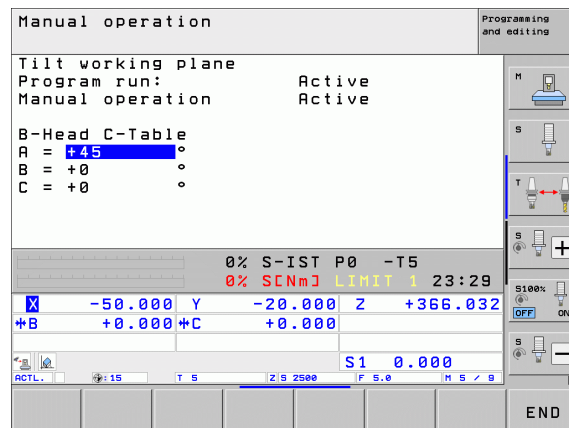 Manual operation
Programming
and editing
Tilt working plane
Program run: Active
Manual operation Active
B-Head C-Table
A = +45 °
B = +0 °
C = +0 °
0% S-IST P0 -T5
0% S[Nm] LIMIT 1 23:29
X -50.000 Y -20.000 Z +366.032
B +0.000 C +0.000
S1 0.000
ACTL. : 15 T 5 Z S 2500 F 5.0 M 5 / 9
M
S
T
S
+
S100%
OFF ON
S
−
END